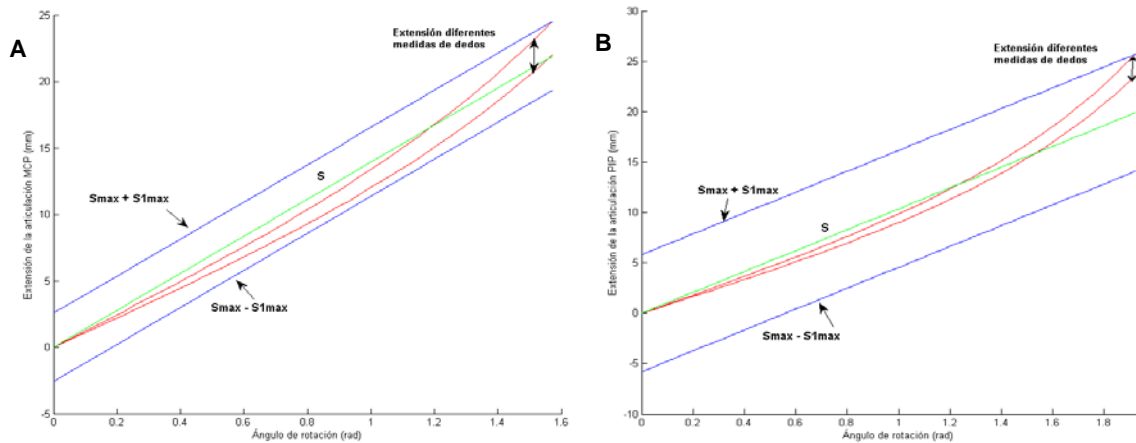 A
Extensión de la articulación MCP (mm)
25
20
15
10
5
0
-5
0
0.2
0.4
0.6
0.8
1
1.2
1.4
1.6
Ángulo de rotación (rad)
Extensión diferentes
medidas de dedos
S
Smax + S1max
Smax - S1max
B
Extensión de la articulación PIP (mm)
30
25
20
15
10
5
0
-5
-10
0
0.2
0.4
0.6
0.8
1
1.2
1.4
1.6
1.8
Ángulo de rotación (rad)
Extensión diferentes
medidas de dedos
S
Smax + S1max
Smax - S1max